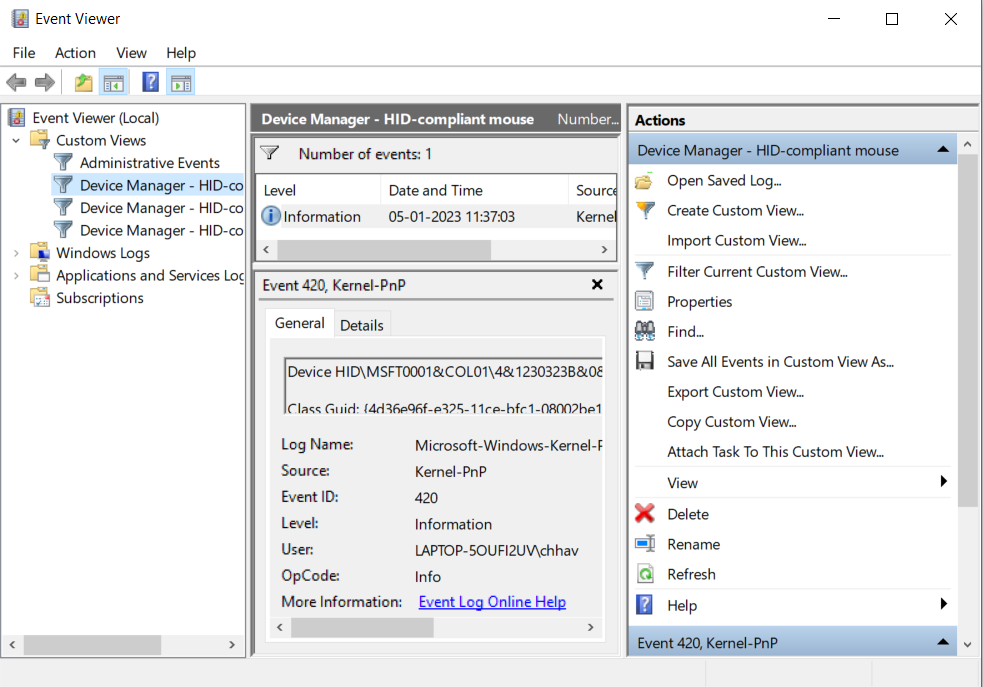 Event Viewer
File Action View Help
Event Viewer (Local)
Custom Views
Administrative Events
Device Manager - HID-co
Device Manager - HID-co
Device Manager - HID-co
Windows Logs
Applications and Services Log
Subscriptions
Device Manager - HID-compliant mouse Number...
Number of events: 1
Level Date and Time Source
Information 05-01-2023 11:37:03 Kernel
Event 420, Kernel-PnP
General Details
Device HID\MSFT0001&COL01\4&1230323B&0&
Class Guid: {4d36e96f-e325-11ce-bfc1-08002be1
Log Name: Microsoft-Windows-Kernel-P
Source: Kernel-PnP
Event ID: 420
Level: Information
User: LAPTOP-5OUFI2UV\chhav
OpCode: Info
More Information: Event Log Online Help
Actions
Device Manager - HID-compliant mouse
Open Saved Log...
Create Custom View...
Import Custom View...
Filter Current Custom View...
Properties
Find...
Save All Events in Custom View As...
Export Custom View...
Copy Custom View...
Attach Task To This Custom View...
View
Delete
Rename
Refresh
Help
Event 420, Kernel-PnP